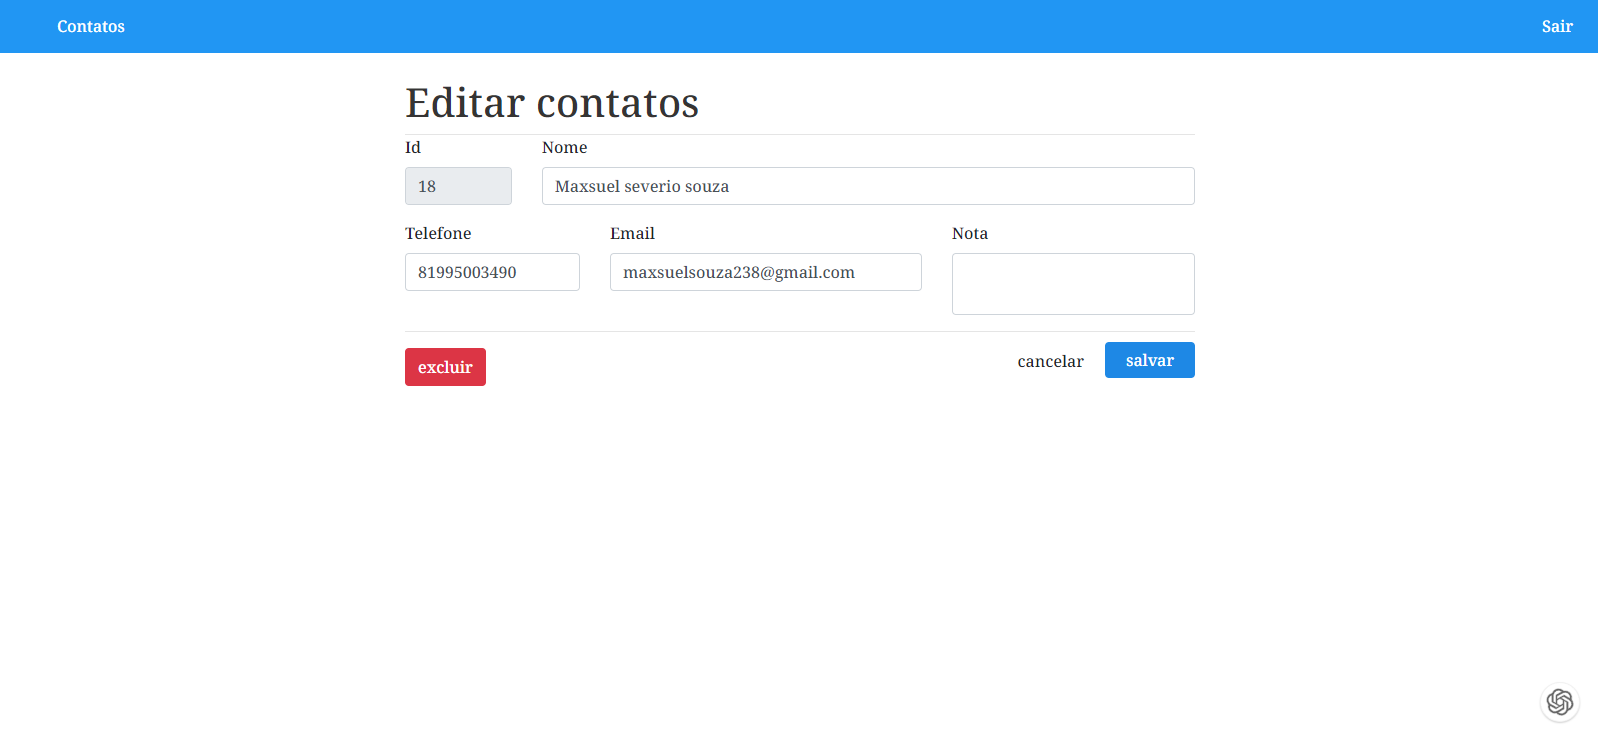 Contatos Sair
Editar contatos
Id Nome
18 Maxsuel severio souza
Telefone Email Nota
81995003490 maxsuelsouza238@gmail.com
excluir cancelar salvar